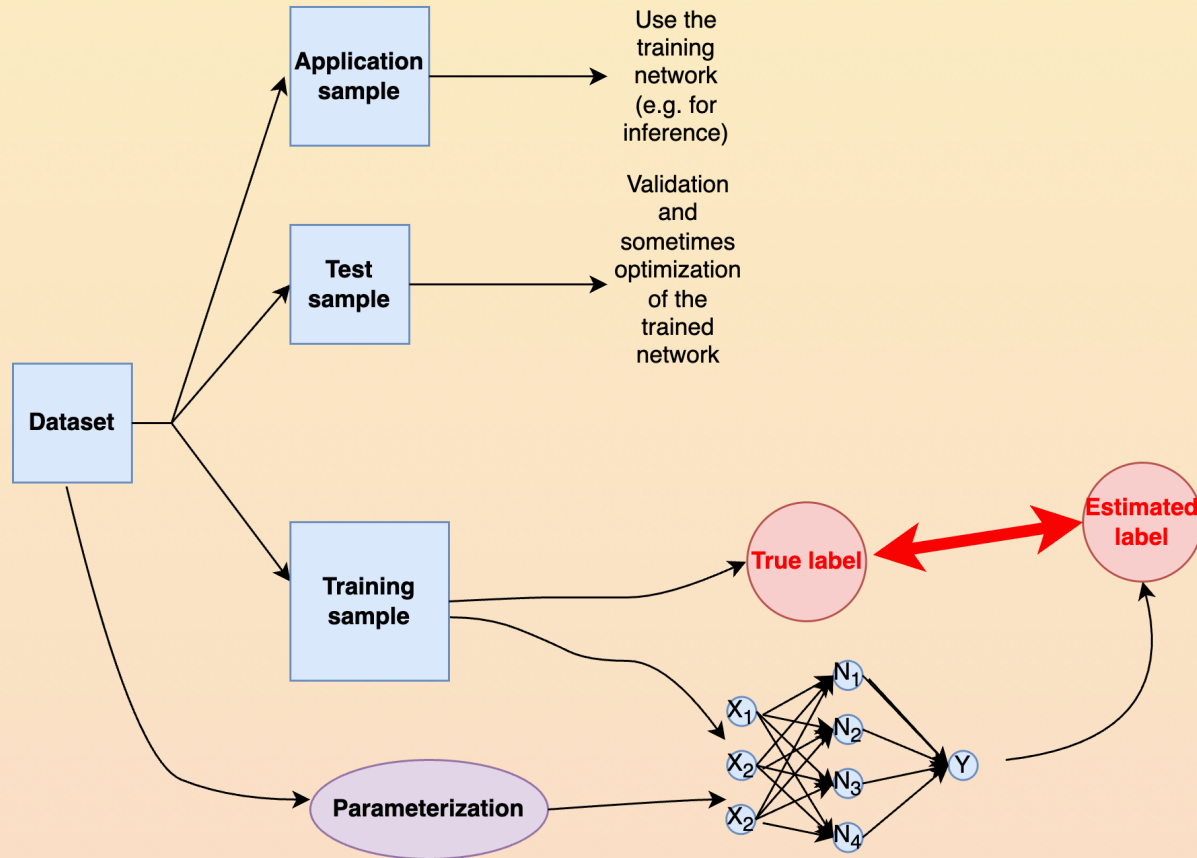 Application
sample
Use the
training
network
(e.g. for
inference)
Test
sample
Validation
and
sometimes
optimization
of the
trained
network
Dataset
Training
sample
True label
Estimated
label
Parameterization
X₁
X₂
X₂
N₁
N₂
N₃
N₄
Y